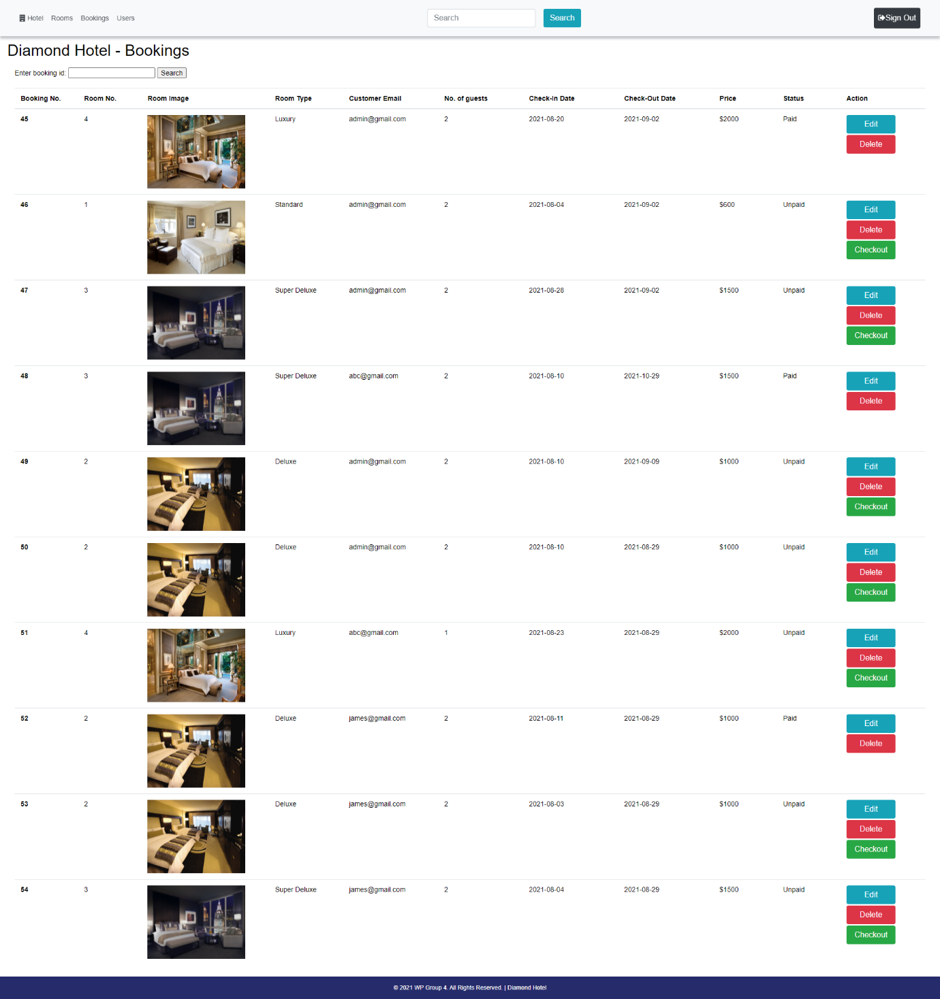 Hotel Rooms Bookings Users Search Search Sign Out
Diamond Hotel - Bookings
Enter booking id: Search
Booking No. Room No. Room Image Room Type Customer Email No. of guests Check-In Date Check-Out Date Price Status Action
45 4 Luxury admin@gmail.com 2 2021-08-20 2021-09-02 $2000 Paid Edit
Delete
46 1 Standard admin@gmail.com 2 2021-08-04 2021-09-02 $600 Unpaid Edit
Delete
Checkout
47 3 Super Deluxe admin@gmail.com 2 2021-08-28 2021-09-02 $1500 Unpaid Edit
Delete
Checkout
48 3 Super Deluxe abc@gmail.com 2 2021-08-10 2021-10-29 $1500 Paid Edit
Delete
49 2 Deluxe admin@gmail.com 2 2021-08-10 2021-09-09 $1000 Unpaid Edit
Delete
Checkout
50 2 Deluxe admin@gmail.com 2 2021-08-10 2021-08-29 $1000 Unpaid Edit
Delete
Checkout
51 4 Luxury abc@gmail.com 1 2021-08-23 2021-08-29 $2000 Unpaid Edit
Delete
Checkout
52 2 Deluxe james@gmail.com 2 2021-08-11 2021-08-29 $1000 Paid Edit
Delete
53 2 Deluxe james@gmail.com 2 2021-08-03 2021-08-29 $1000 Unpaid Edit
Delete
Checkout
54 3 Super Deluxe james@gmail.com 2 2021-08-04 2021-08-29 $1500 Unpaid Edit
Delete
Checkout
© 2021 WP Group 4. All Rights Reserved. | Diamond Hotel